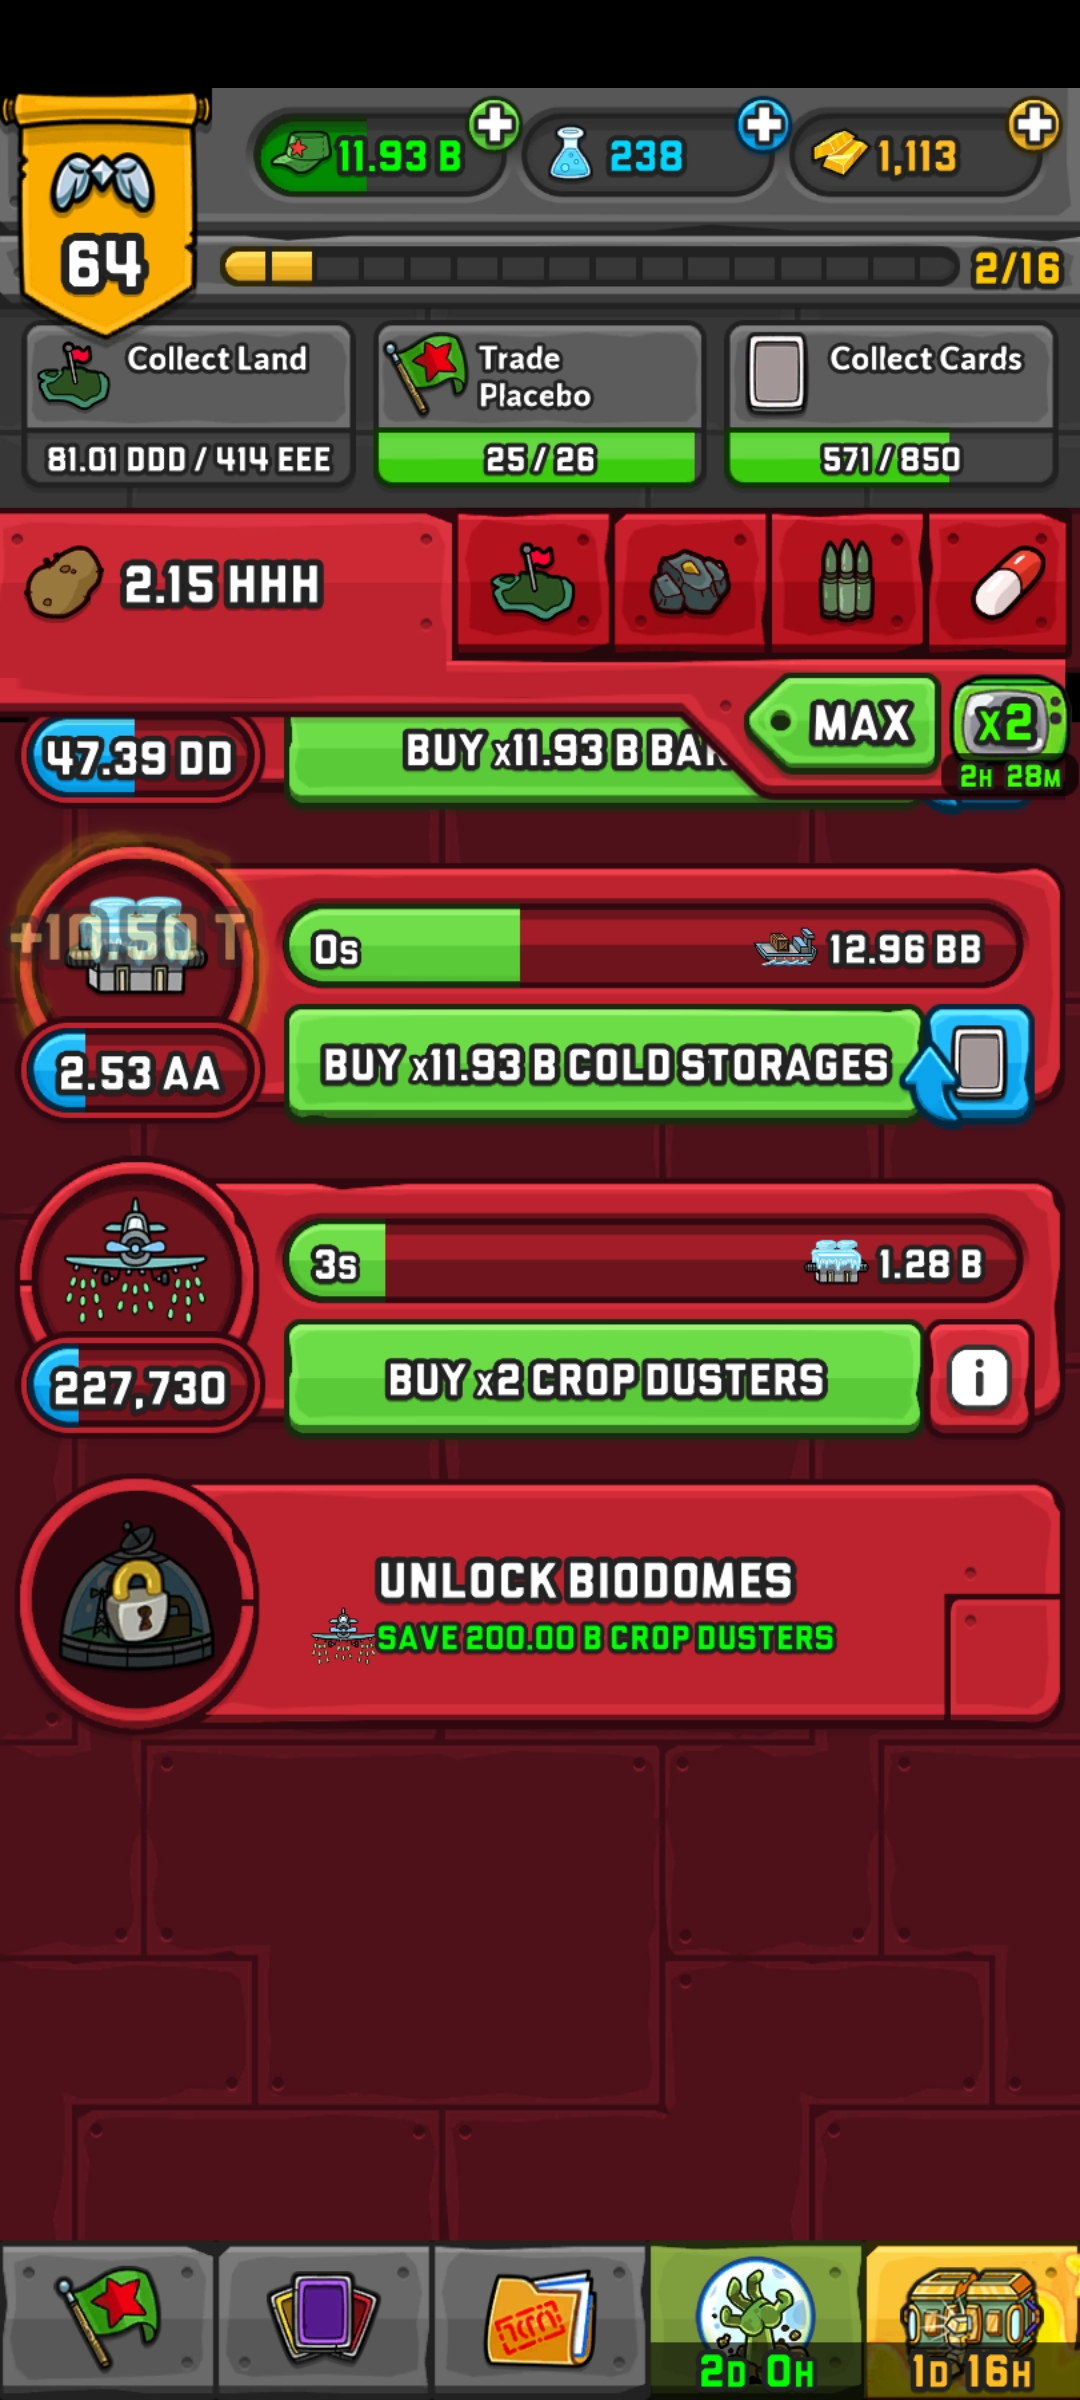 11.93 B
238
1,113
64
2/16
Collect Land
81.01 DDD / 414 EEE
Trade
Placebo
25 / 26
Collect Cards
571 / 850
2.15 HHH
MAX
x2
2H 28M
47.39 DD
BUY x11.93 B
+10.50 T
0s
12.96 BB
2.53 AA
BUY x11.93 B COLD STORAGES
3s
1.28 B
227,730
BUY x2 CROP DUSTERS
i
UNLOCK BIODOMES
SAVE 200.00 B CROP DUSTERS
2D 0H
1D 16H